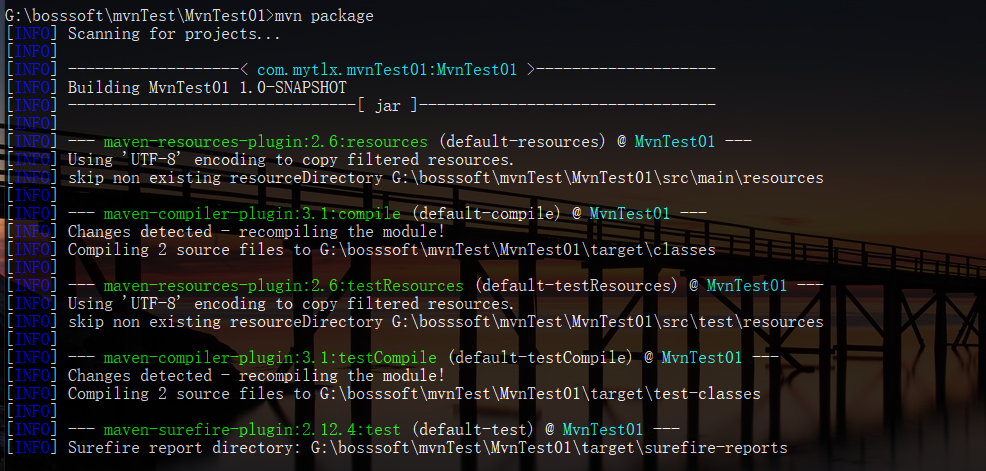 G:\bosssoft\mvnTest\MvnTest01>mvn package
[INFO] Scanning for projects...
[INFO]
[INFO] -------------------< com.mytlx.mvnTest01:MvnTest01 >--------------------
[INFO] Building MvnTest01 1.0-SNAPSHOT
[INFO] --------------------------------[ jar ]---------------------------------
[INFO]
[INFO] --- maven-resources-plugin:2.6:resources (default-resources) @ MvnTest01 ---
[INFO] Using 'UTF-8' encoding to copy filtered resources.
[INFO] skip non existing resourceDirectory G:\bosssoft\mvnTest\MvnTest01\src\main\resources
[INFO]
[INFO] --- maven-compiler-plugin:3.1:compile (default-compile) @ MvnTest01 ---
[INFO] Changes detected - recompiling the module!
[INFO] Compiling 2 source files to G:\bosssoft\mvnTest\MvnTest01\target\classes
[INFO]
[INFO] --- maven-resources-plugin:2.6:testResources (default-testResources) @ MvnTest01 ---
[INFO] Using 'UTF-8' encoding to copy filtered resources.
[INFO] skip non existing resourceDirectory G:\bosssoft\mvnTest\MvnTest01\src\test\resources
[INFO]
[INFO] --- maven-compiler-plugin:3.1:testCompile (default-testCompile) @ MvnTest01 ---
[INFO] Changes detected - recompiling the module!
[INFO] Compiling 2 source files to G:\bosssoft\mvnTest\MvnTest01\target\test-classes
[INFO]
[INFO] --- maven-surefire-plugin:2.12.4:test (default-test) @ MvnTest01 ---
[INFO] Surefire report directory: G:\bosssoft\mvnTest\MvnTest01\target\surefire-reports